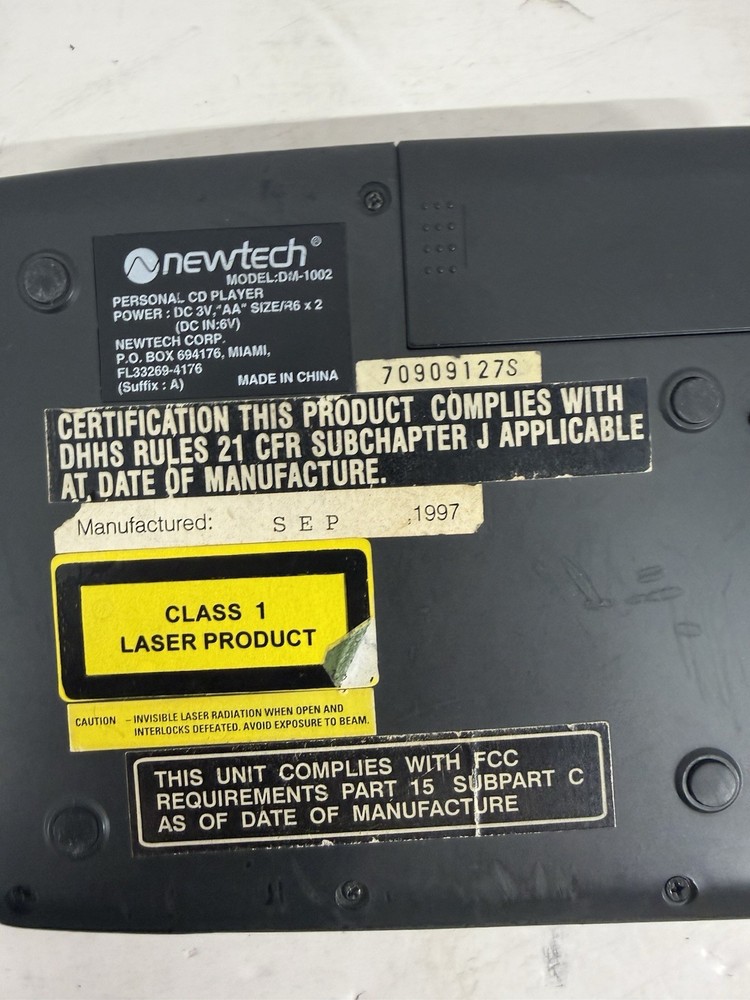 newtech®
MODEL:DM-1002
PERSONAL CD PLAYER
POWER : DC 3V,"AA" SIZE/R6 x 2
(DC IN:6V)
NEWTECH CORP.
P.O. BOX 694176, MIAMI,
FL33269-4176
(Suffix : A) MADE IN CHINA
70909127S
CERTIFICATION THIS PRODUCT COMPLIES WITH
DHHS RULES 21 CFR SUBCHAPTER J APPLICABLE
AT DATE OF MANUFACTURE.
Manufactured: SEP ,1997
CLASS 1
LASER PRODUCT
CAUTION – INVISIBLE LASER RADIATION WHEN OPEN AND
INTERLOCKS DEFEATED. AVOID EXPOSURE TO BEAM.
THIS UNIT COMPLIES WITH FCC
REQUIREMENTS PART 15 SUBPART C
AS OF DATE OF MANUFACTURE